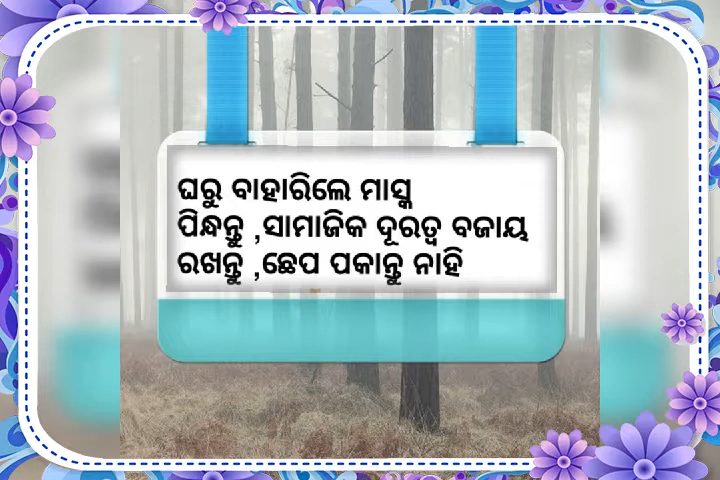 ଘରୁ ବାହାରିଲେ ମାସ୍କ
ପିନ୍ଧନ୍ତୁ ,ସାମାଜିକ ଦୂରତ୍ୱ ବଜାୟ
ରଖନ୍ତୁ ,ଛେପ ପକାନ୍ତୁ ନାହି